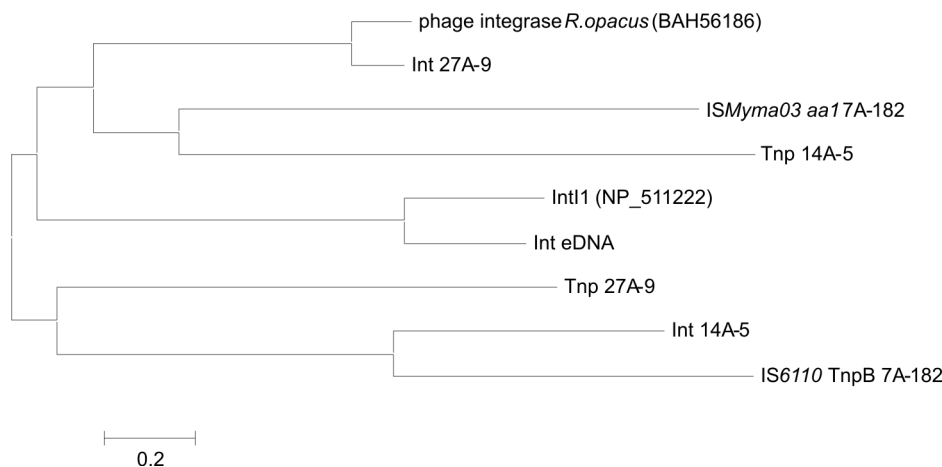 phage integrase R.opacus (BAH56186)
Int 27A-9
ISMyma03 aa17A-182
Tnp 14A-5
IntI1 (NP_511222)
Int eDNA
Tnp 27A-9
Int 14A-5
IS6110 TnpB 7A-182
0.2